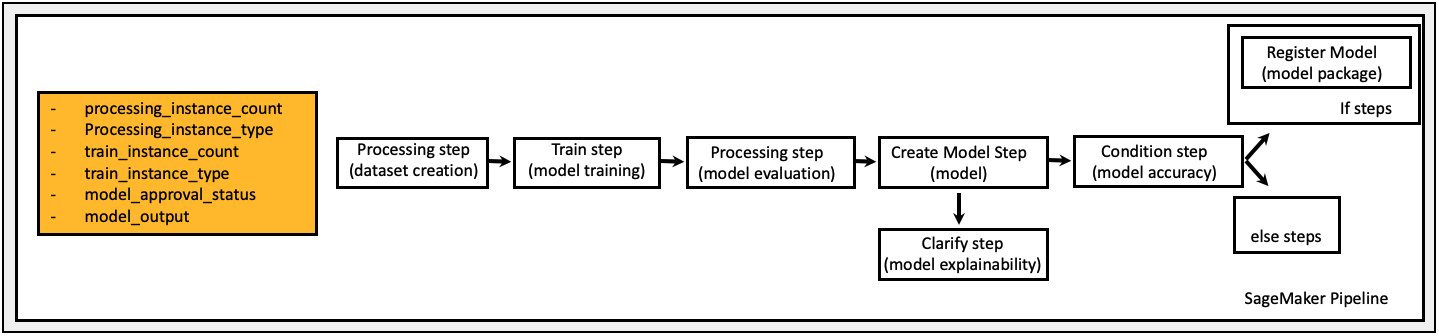 - processing_instance_count
- Processing_instance_type
- train_instance_count
- train_instance_type
- model_approval_status
- model_output
Processing step
(dataset creation)
Train step
(model training)
Processing step
(model evaluation)
Create Model Step
(model)
Clarify step
(model explainability)
Condition step
(model accuracy)
Register Model
(model package)
If steps
else steps
SageMaker Pipeline